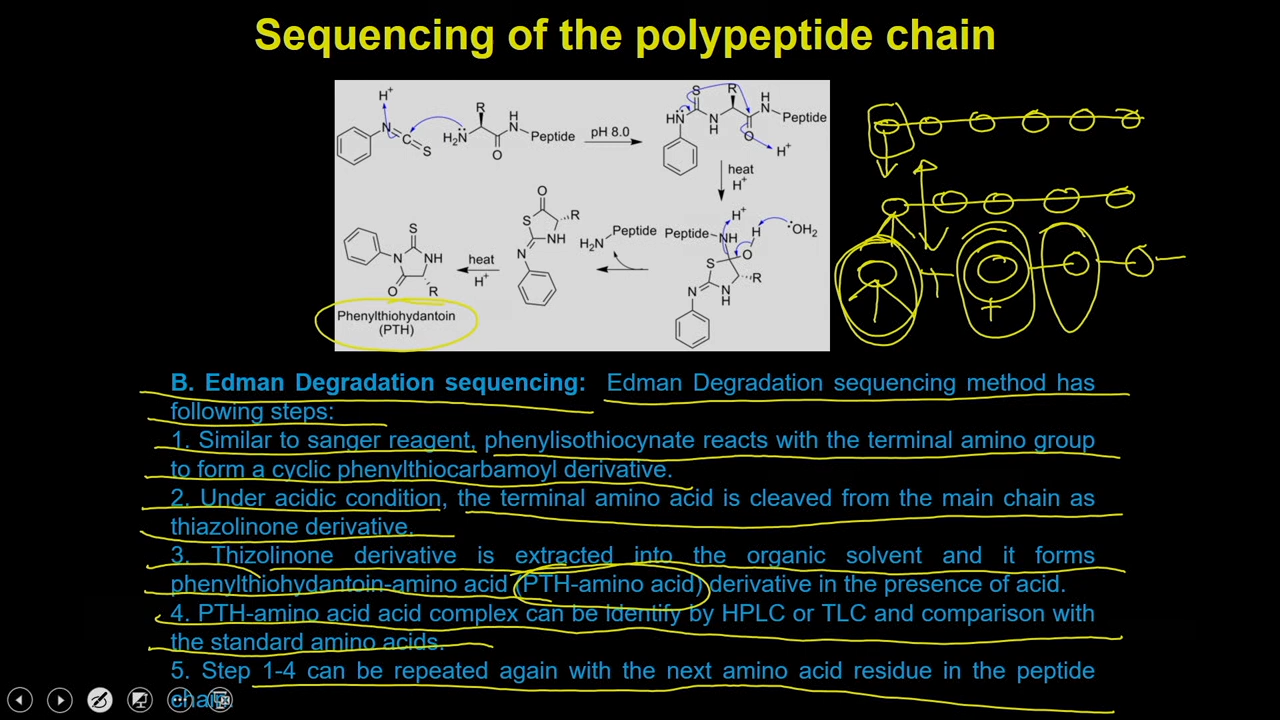 Sequencing of the polypeptide chain
H+
R
H
N
N
C
S
H2N
Peptide
O
pH 8.0
S
R
H
N
HN
N
H
O
Peptide
H+
heat
H+
O
S
R
NH
N
H2N
Peptide
Peptide
NH
H+
H
:OH2
O
S
R
N
N
H
heat
H+
S
N
NH
O
R
Phenylthiohydantoin
(PTH)
B. Edman Degradation sequencing: Edman Degradation sequencing method has
following steps:
1. Similar to sanger reagent, phenylisothiocynate reacts with the terminal amino group
to form a cyclic phenylthiocarbamoyl derivative.
2. Under acidic condition, the terminal amino acid is cleaved from the main chain as
thiazolinone derivative.
3. Thizolinone derivative is extracted into the organic solvent and it forms
phenylthiohydantoin-amino acid (PTH-amino acid) derivative in the presence of acid.
4. PTH-amino acid acid complex can be identify by HPLC or TLC and comparison with
the standard amino acids.
5. Step 1-4 can be repeated again with the next amino acid residue in the peptide
chain.